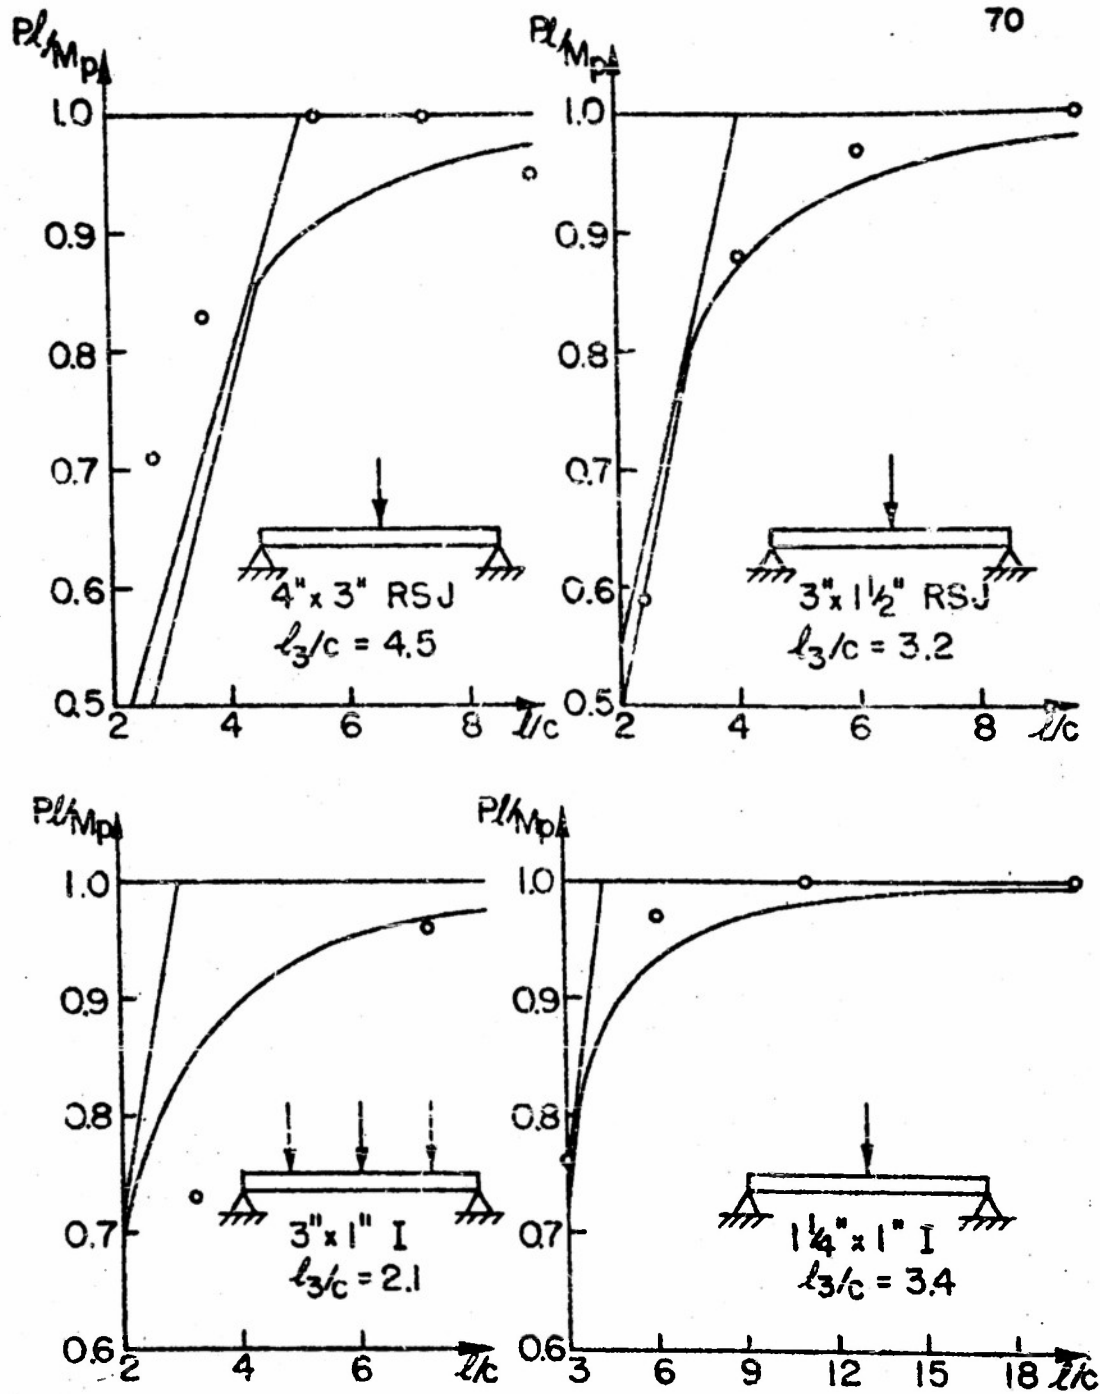 70
Pl/Mp
1.0
0.9
0.8
0.7
0.6
0.5
2 4 6 8 l/c
4" x 3" RSJ
l3/c = 4.5
Pl/Mp
1.0
0.9
0.8
0.7
0.6
0.5
2 4 6 8 l/c
3" x 1½" RSJ
l3/c = 3.2
Pl/Mp
1.0
0.9
0.8
0.7
0.6
2 4 6 l/c
3" x 1" I
l3/c = 2.1
Pl/Mp
1.0
0.9
0.8
0.7
0.6
3 6 9 12 15 18 l/c
1¼" x 1" I
l3/c = 3.4